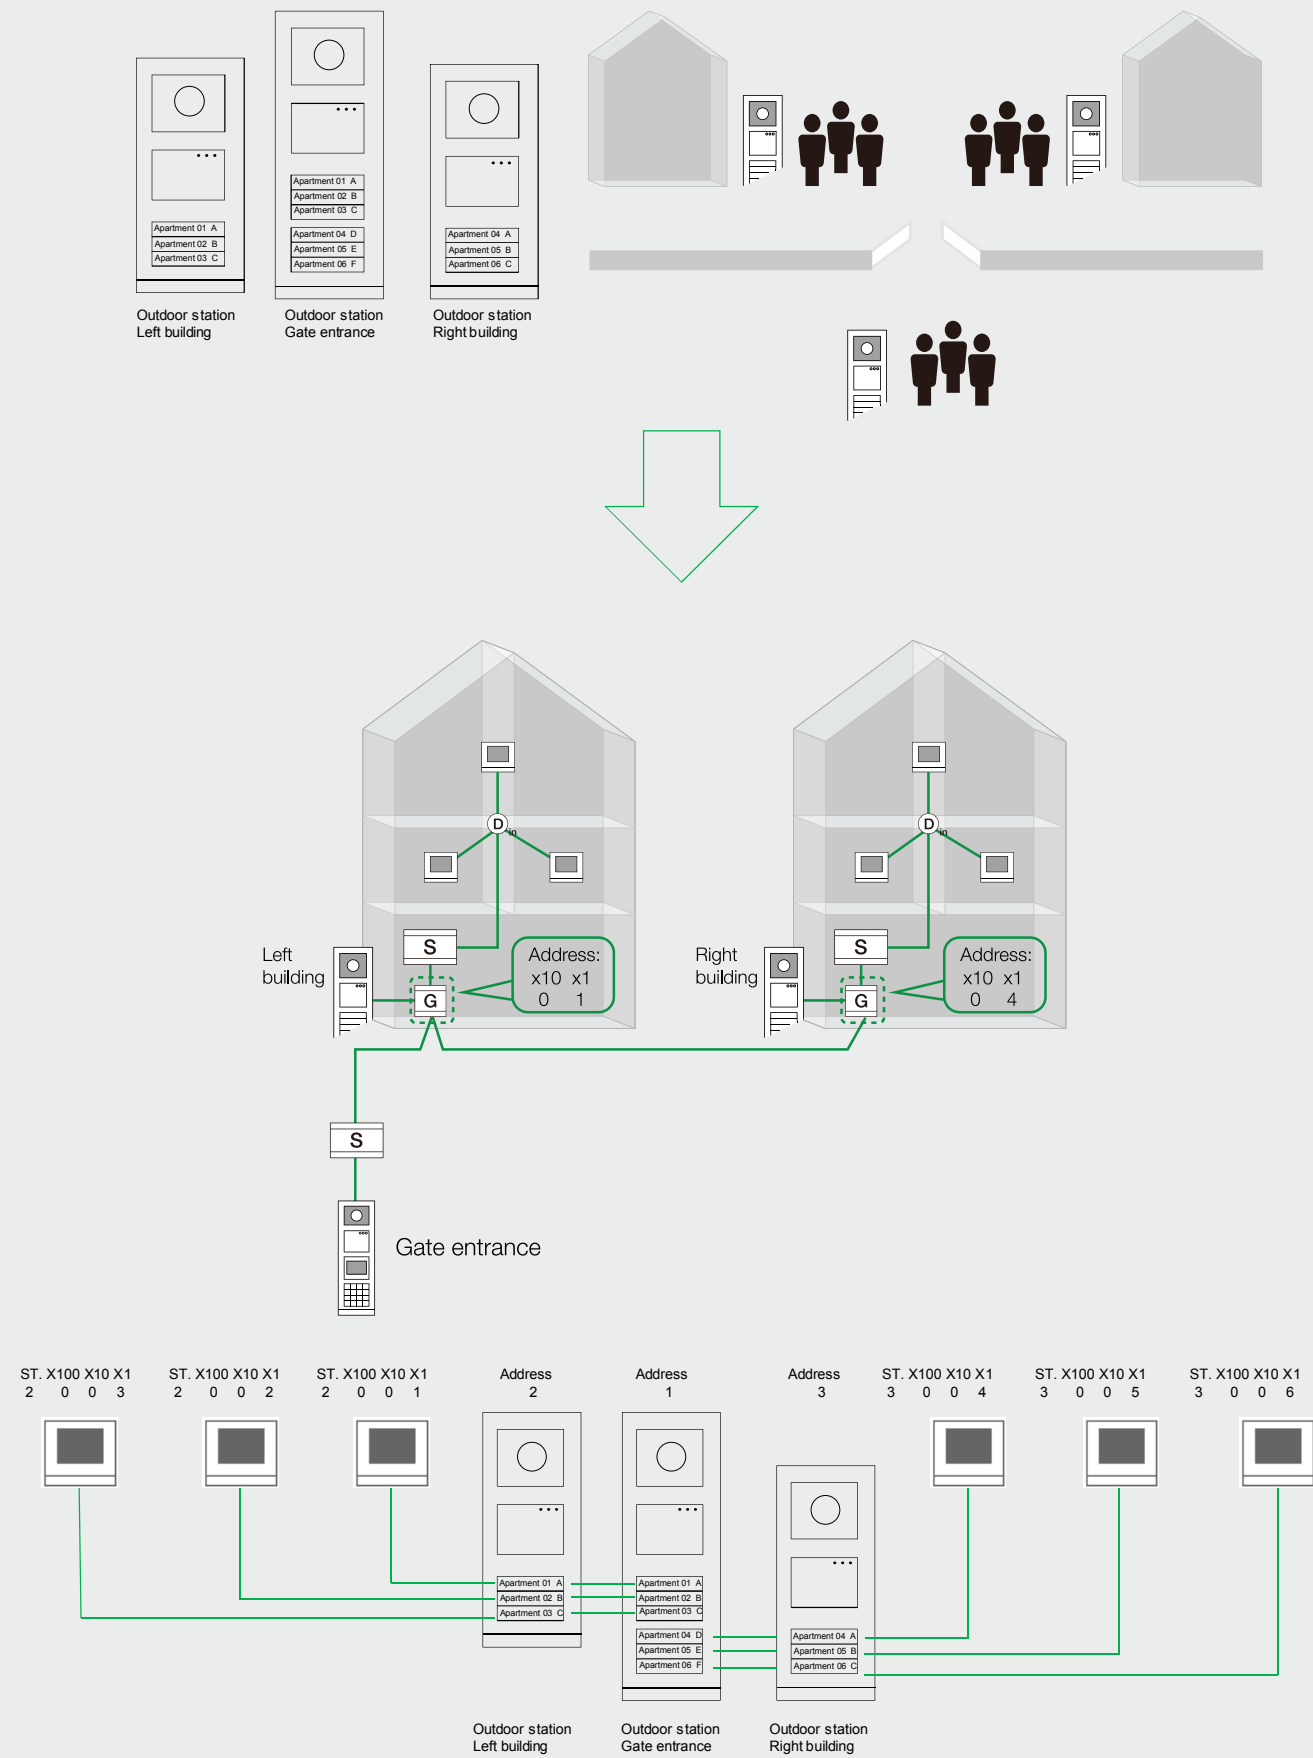 Apartment 01 A
Apartment 02 B
Apartment 03 C
Outdoor station
Left building
Apartment 01 A
Apartment 02 B
Apartment 03 C
Apartment 04 D
Apartment 05 E
Apartment 06 F
Outdoor station
Gate entrance
Apartment 04 A
Apartment 05 B
Apartment 06 C
Outdoor station
Right building
D
in
S
Left
building
G
Address:
x10 x1
0 1
D
in
S
Right
building
G
Address:
x10 x1
0 4
S
Gate entrance
ST. X100 X10 X1
2 0 0 3
ST. X100 X10 X1
2 0 0 2
ST. X100 X10 X1
2 0 0 1
Address
2
Address
1
Address
3
ST. X100 X10 X1
3 0 0 4
ST. X100 X10 X1
3 0 0 5
ST. X100 X10 X1
3 0 0 6
Apartment 01 A
Apartment 02 B
Apartment 03 C
Outdoor station
Left building
Apartment 01 A
Apartment 02 B
Apartment 03 C
Apartment 04 D
Apartment 05 E
Apartment 06 F
Outdoor station
Gate entrance
Apartment 04 A
Apartment 05 B
Apartment 06 C
Outdoor station
Right building